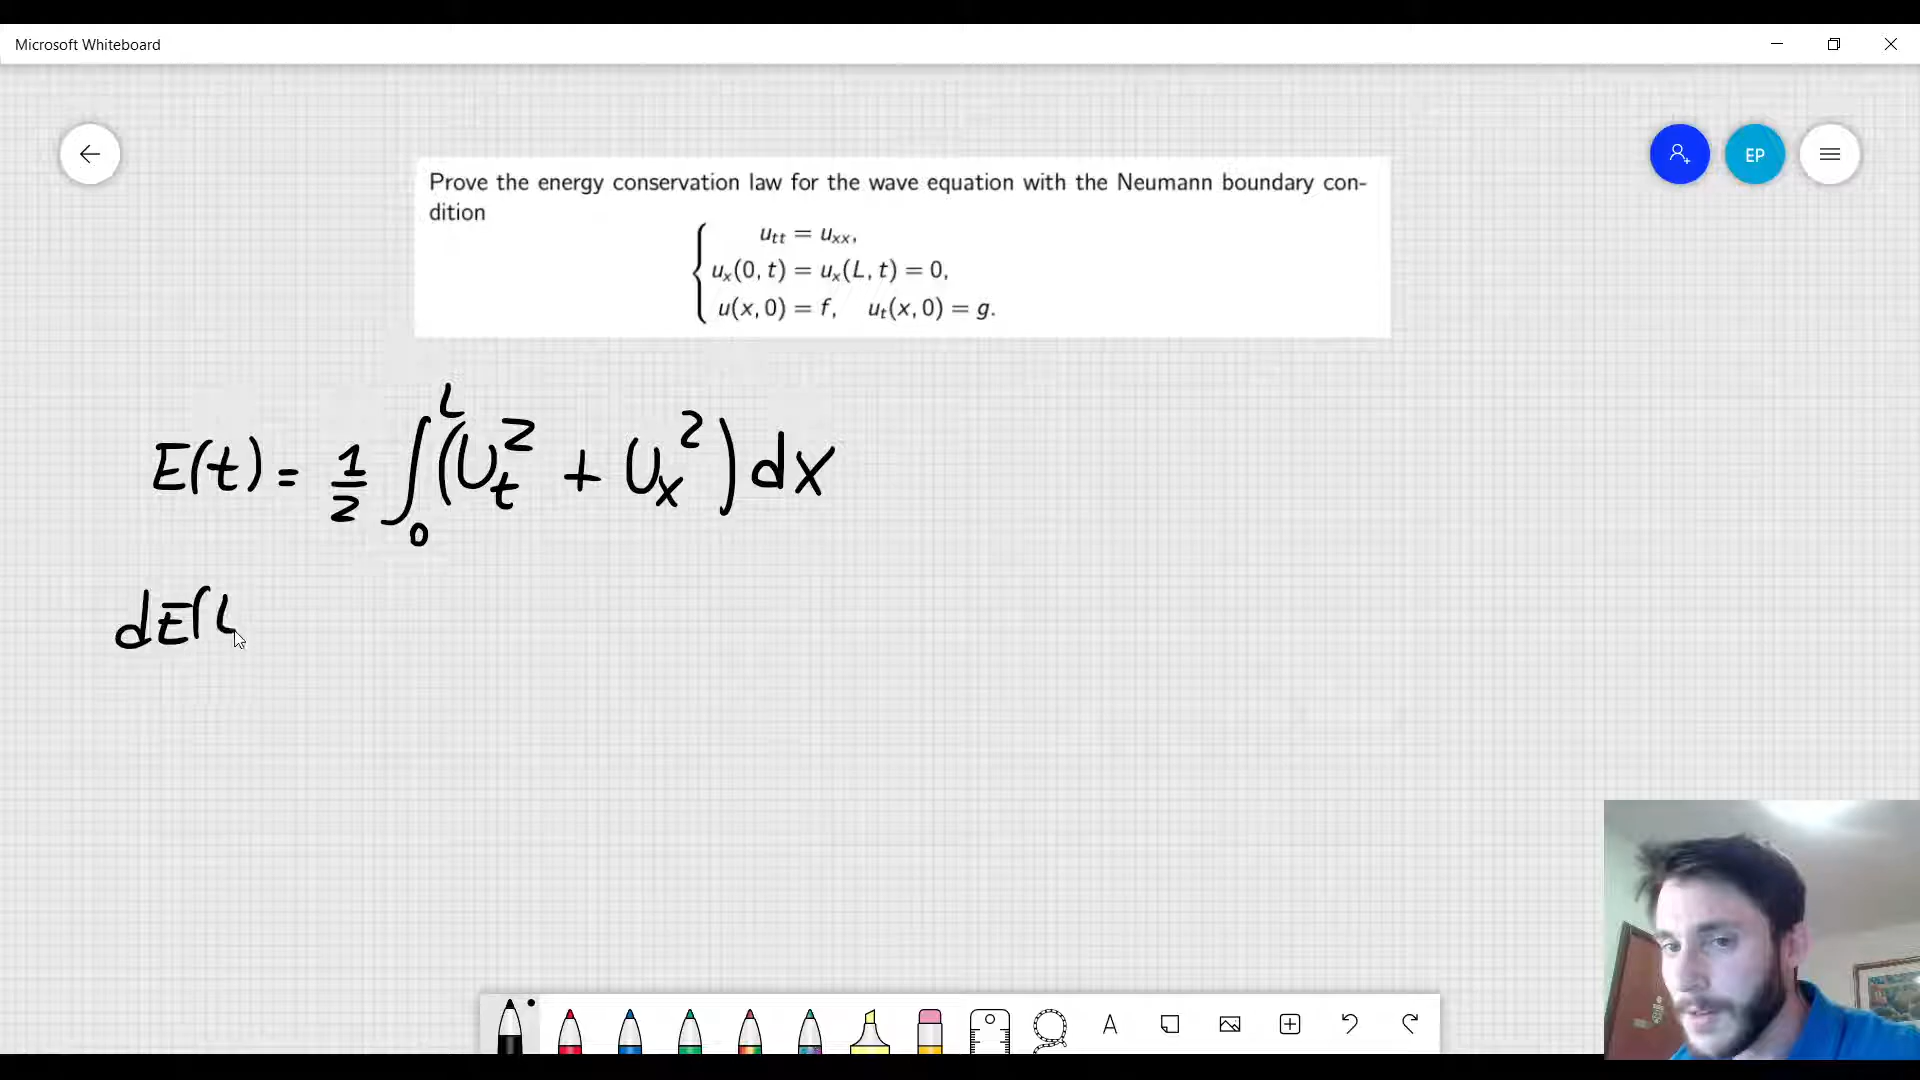 Microsoft Whiteboard
EP
Prove the energy conservation law for the wave equation with the Neumann boundary con-
dition
u_tt = u_xx,
u_x(0, t) = u_x(L, t) = 0,
u(x, 0) = f, u_t(x, 0) = g.
E(t) = 1/2 ∫_0^L (U_t^2 + U_x^2) dx
dE(
A